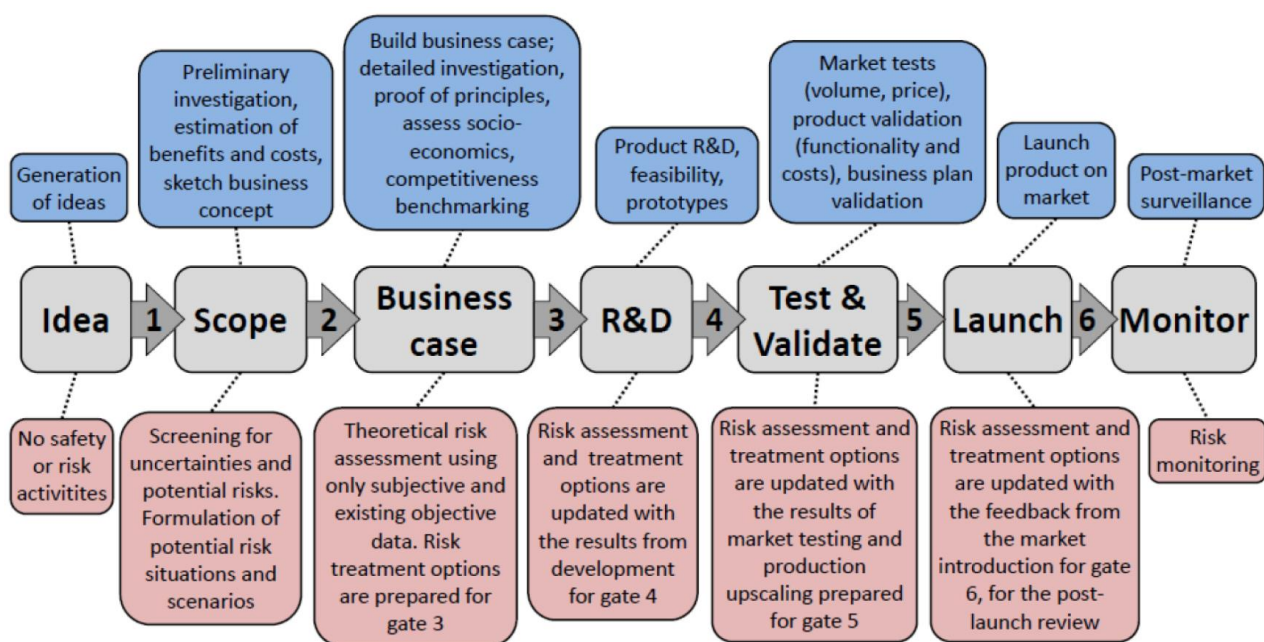 Generation
of ideas
Preliminary
investigation,
estimation of
benefits and costs,
sketch business
concept
Build business case;
detailed investigation,
proof of principles,
assess socio-
economics,
competitiveness
benchmarking
Product R&D,
feasibility,
prototypes
Market tests
(volume, price),
product validation
(functionality and
costs), business plan
validation
Launch
product on
market
Post-market
surveillance
Idea
1
Scope
2
Business
case
3
R&D
4
Test &
Validate
5
Launch
6
Monitor
No safety
or risk
activitites
Screening for
uncertainties and
potential risks.
Formulation of
potential risk
situations and
scenarios
Theoretical risk
assessment using
only subjective and
existing objective
data. Risk
treatment options
are prepared for
gate 3
Risk assessment
and treatment
options are
updated with
the results from
development
for gate 4
Risk assessment and
treatment options
are updated with
the results of
market testing and
production
upscaling prepared
for gate 5
Risk assessment and
treatment options
are updated with
the feedback from
the market
introduction for gate
6, for the post-
launch review
Risk
monitoring